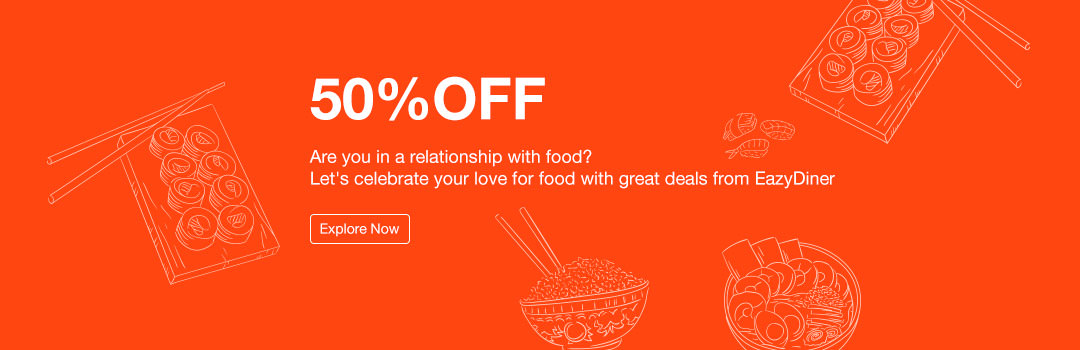 50%OFF
Are you in a relationship with food?
Let's celebrate your love for food with great deals from EazyDiner
Explore Now